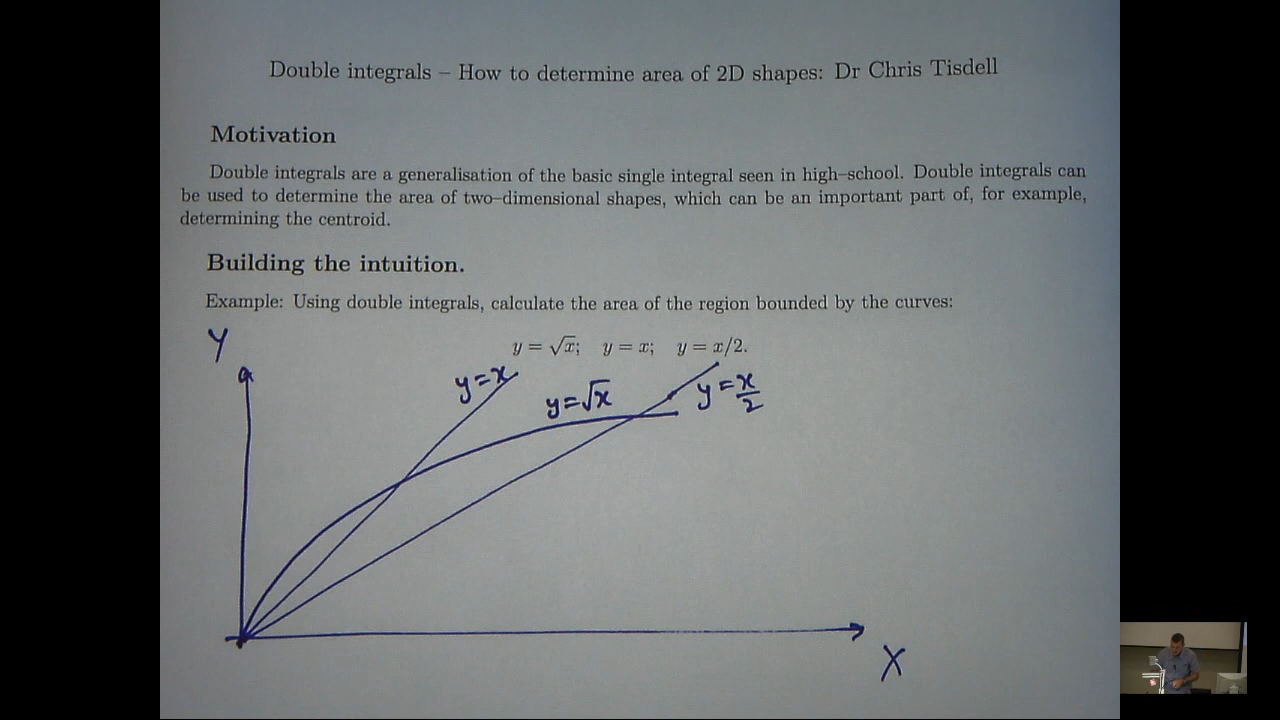 Double integrals – How to determine area of 2D shapes: Dr Chris Tisdell
Motivation
Double integrals are a generalisation of the basic single integral seen in high–school. Double integrals can
be used to determine the area of two–dimensional shapes, which can be an important part of, for example,
determining the centroid.
Building the intuition.
Example: Using double integrals, calculate the area of the region bounded by the curves:
y = √x; y = x; y = x/2.
Y
y=x
y=√x
y=x/2
X